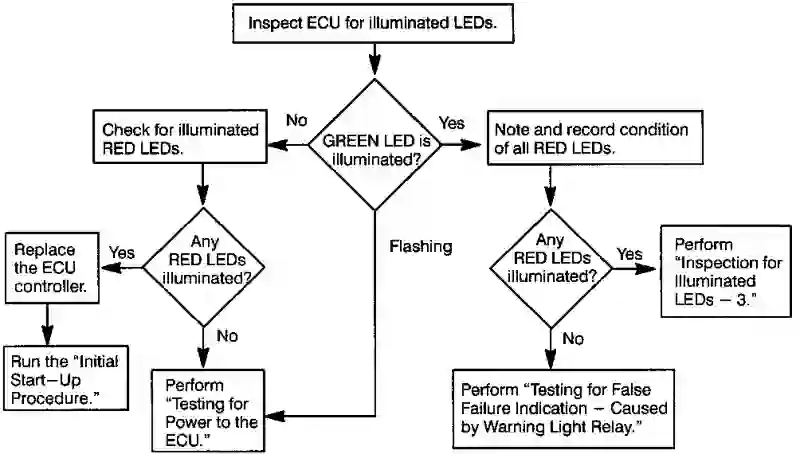 Inspect ECU for illuminated LEDs.
No
Yes
Check for illuminated
RED LEDs.
GREEN LED is
illuminated?
Note and record condition
of all RED LEDs.
Flashing
Replace
the ECU
controller.
Yes
Any
RED LEDs
illuminated?
Any
RED LEDs
illuminated?
Yes
Perform
“Inspection for
Illuminated
LEDs – 3.”
No
No
Run the “Initial
Start–Up
Procedure.”
Perform
“Testing for
Power to the
ECU.”
Perform “Testing for False
Failure Indication – Caused
by Warning Light Relay.”